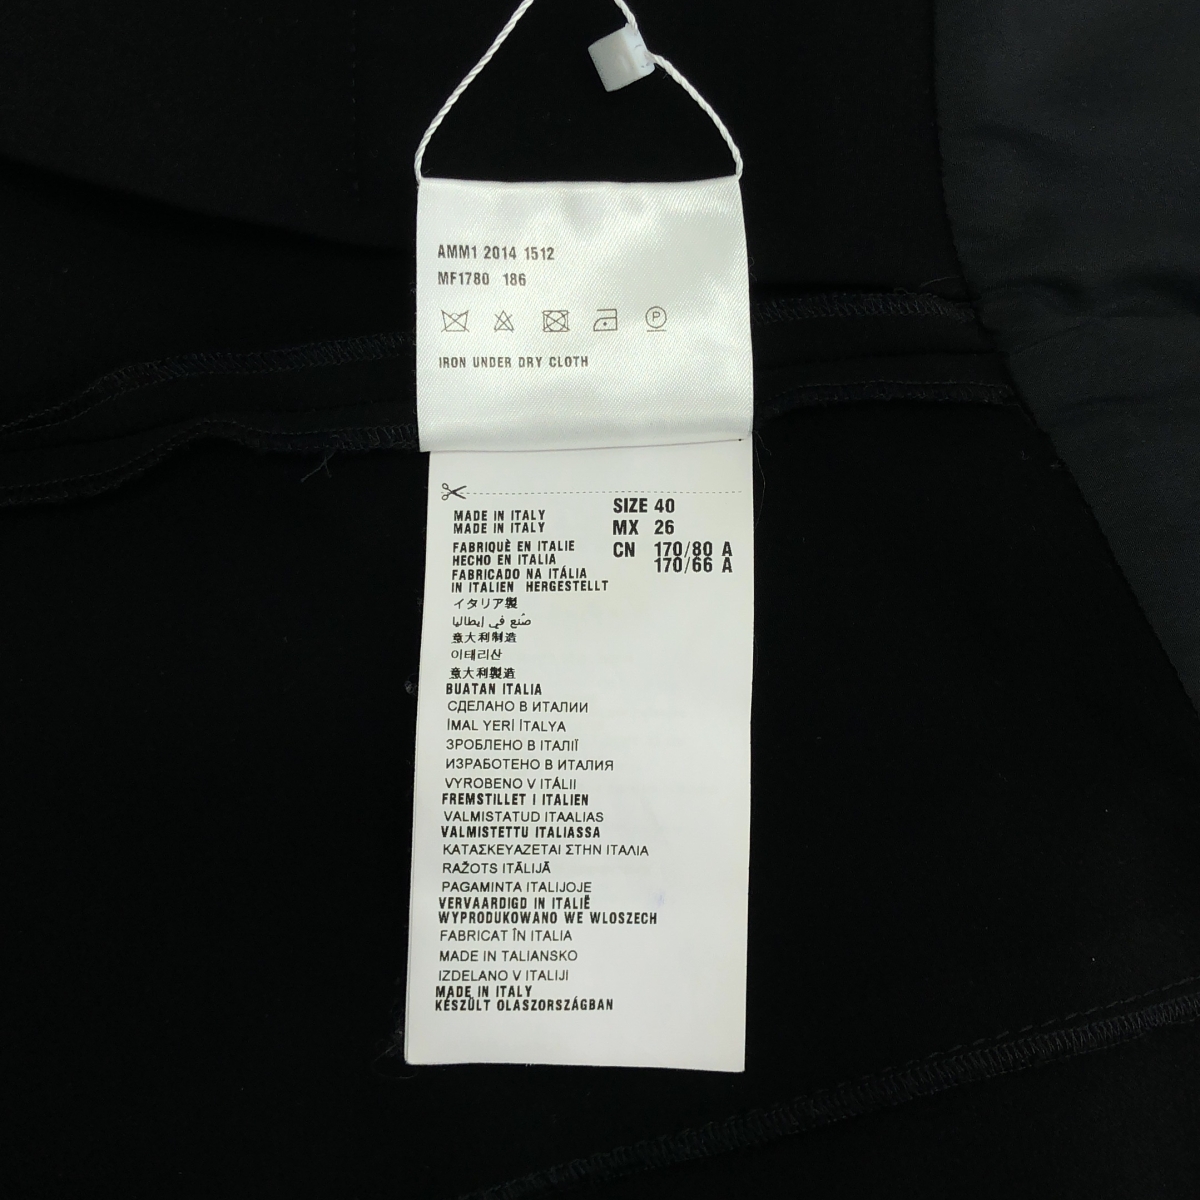 AMM1 2014 1512
MF1780 186
P
IRON UNDER DRY CLOTH
SIZE 40
MX 26
CN 170/80 A
170/66 A
MADE IN ITALY
MADE IN ITALY
FABRIQUÈ EN ITALIE
HECHO EN ITALIA
FABRICADO NA ITÁLIA
IN ITALIEN HERGESTELLT
イタリア製
صُنع في إيطاليا
意大利制造
이태리산
意大利製造
BUATAN ITALIA
СДЕЛАНО В ИТАЛИИ
İMAL YERİ İTALYA
ЗРОБЛЕНО В ІТАЛІЇ
ИЗРАБОТЕНО В ИТАЛИЯ
VYROBENO V ITÁLII
FREMSTILLET I ITALIEN
VALMISTATUD ITAALIAS
VALMISTETTU ITALIASSA
ΚΑΤΑΣΚΕΥΑΖΕΤΑΙ ΣΤΗΝ ΙΤΑΛΙΑ
RAŽOTS ITĀLIJĀ
PAGAMINTA ITALIJOJE
VERVAARDIGD IN ITALIË
WYPRODUKOWANO WE WLOSZECH
FABRICAT ÎN ITALIA
MADE IN TALIANSKO
IZDELANO V ITALIJI
MADE IN ITALY
KÉSZÜLT OLASZORSZÁGBAN